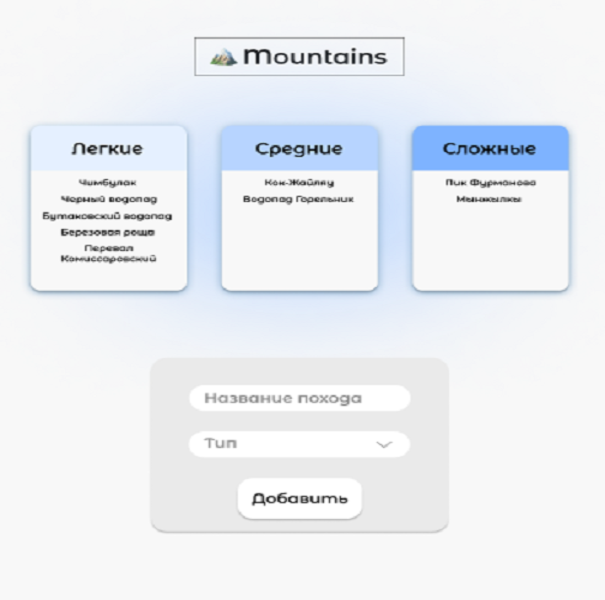 Mountains
Легкие
Чимбулак
Черный водопад
Бутаковский водопад
Березовая роща
Перевал
Комиссаровский
Средние
Кок-Жайляу
Водопад Горельник
Сложные
Пик Фурманова
Мынжылкы
Название похода
Тип
Добавить